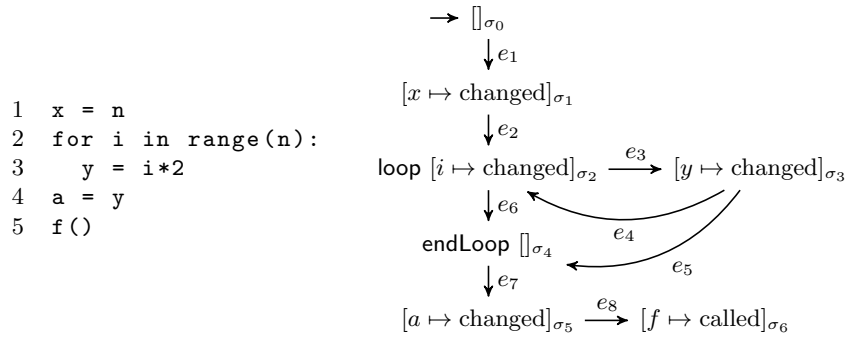 1 x = n
2 for i in range(n):
3 y = i*2
4 a = y
5 f()
[]σ0
e1
[x ↦ changed]σ1
e2
loop [i ↦ changed]σ2 e3 [y ↦ changed]σ3
e6
e4
endLoop []σ4
e5
e7
[a ↦ changed]σ5 e8 [f ↦ called]σ6